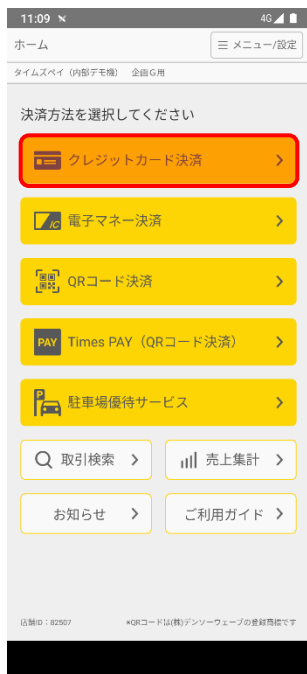 11:09 4G
ホーム
メニュー/設定
タイムズペイ（内部デモ機） 企画G用
決済方法を選択してください
クレジットカード決済
IC 電子マネー決済
QRコード決済
PAY Times PAY（QRコード決済）
P 駐車場優待サービス
取引検索 売上集計
お知らせ ご利用ガイド
店舗ID：82507 ※QRコードは(株)デンソーウェーブの登録商標です